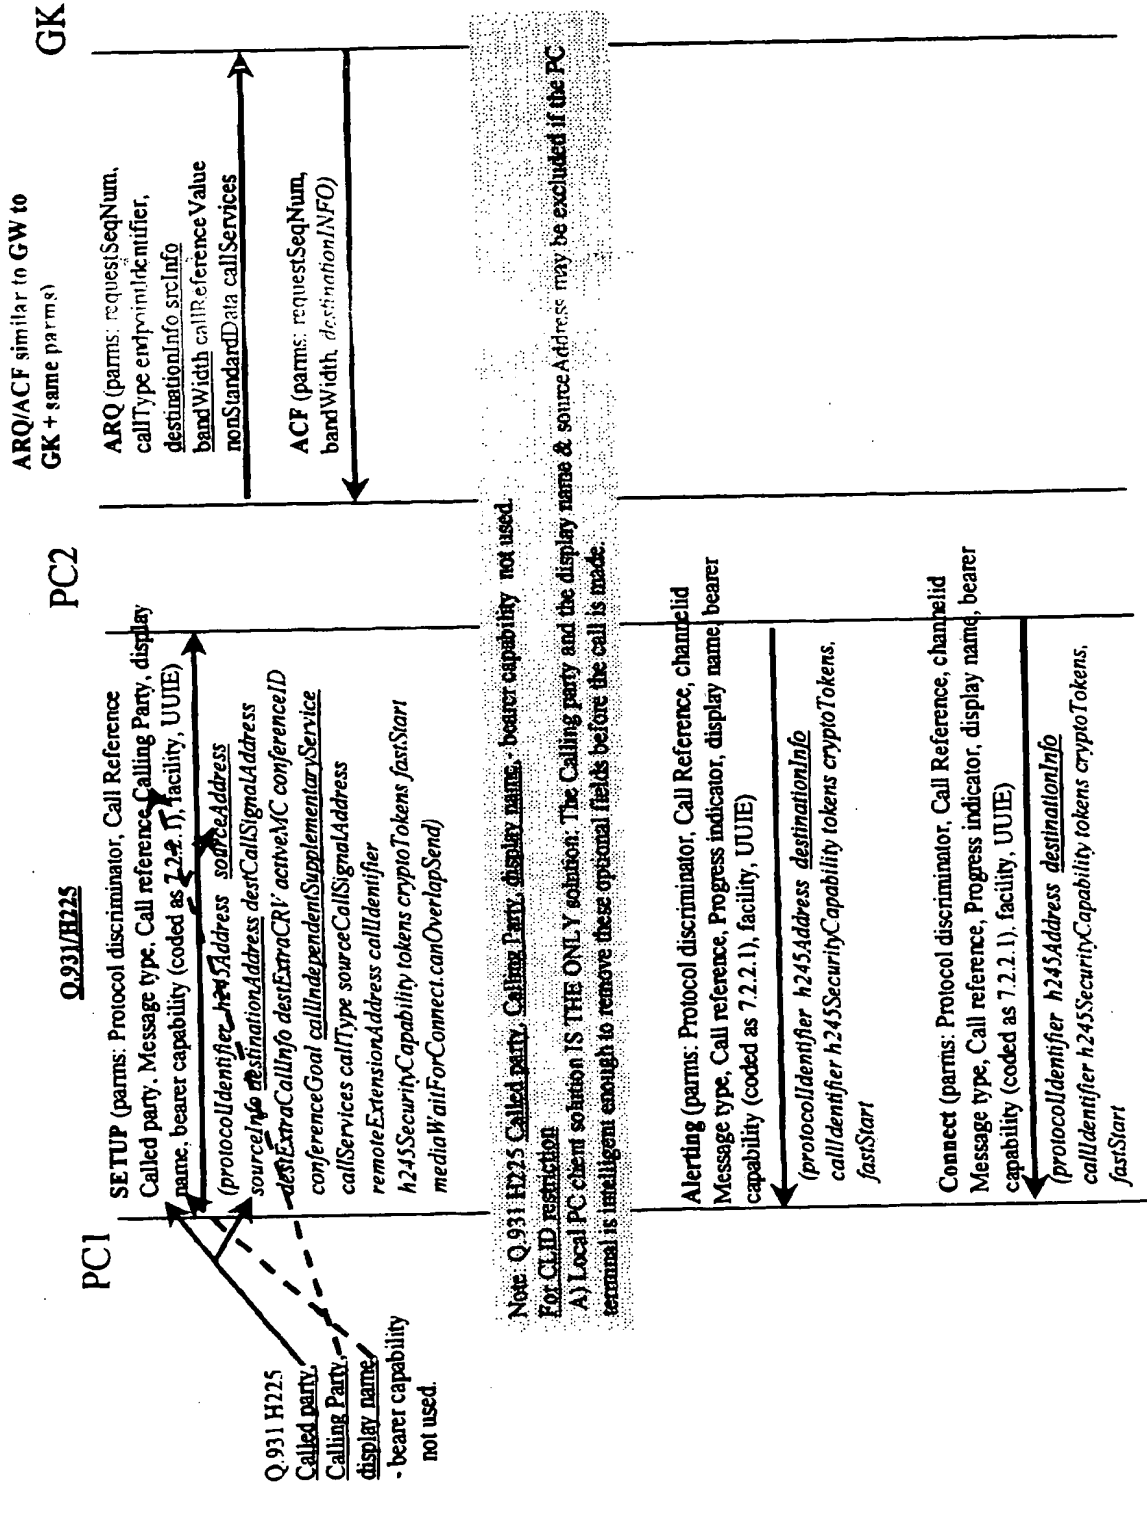 ARQ/ACF similar to GW to
GK + same parms)
PC1
Q.931/H225
PC2
GK
SETUP (parms: Protocol discriminator, Call Reference
Called party, Message type, Call reference, Calling Party, display
name, bearer capability (coded as 7.2.2.1), facility, UUIE)
(protocolIdentifier h245Address sourceAddress
sourceInfo destinationAddress destCallSignalAddress
destExtraCallInfo destExtraCRV activeMC conferenceID
conferenceGoal callIndependentSupplementaryService
callServices callType sourceCallSignalAddress
remoteExtensionAddress callIdentifier
h245SecurityCapability tokens cryptoTokens fastStart
mediaWaitForConnect.canOverlapSend)
ARQ (parms: requestSeqNum,
callType endpointIdentifier,
destinationInfo srcInfo
bandWidth callReferenceValue
nonStandardData callServices
ACF (parms: requestSeqNum,
bandWidth, destinationINFO)
Q.931 H225
Called party,
Calling Party,
display name,
- bearer capability
not used.
Note: Q.931 H225 Called party, Calling Party, display name,- bearer capability not used.
For CLID restriction
A) Local PC client solution IS THE ONLY solution: The Calling party and the display name & sourceAddress may be excluded if the PC
terminal is intelligent enough to remove these optional fields before the call is made.
Alerting (parms: Protocol discriminator, Call Reference, channelid
Message type, Call reference, Progress indicator, display name, bearer
capability (coded as 7.2.2.1), facility, UUIE)
(protocolIdentifier h245Address destinationInfo
callIdentifier h245SecurityCapability tokens cryptoTokens,
fastStart
Connect (parms: Protocol discriminator, Call Reference, channelid
Message type, Call reference, Progress indicator, display name, bearer
capability (coded as 7.2.2.1). facility, UUIE)
(protocolIdentifier h245Address destinationInfo
callIdentifier h245SecurityCapability tokens cryptoTokens,
fastStart